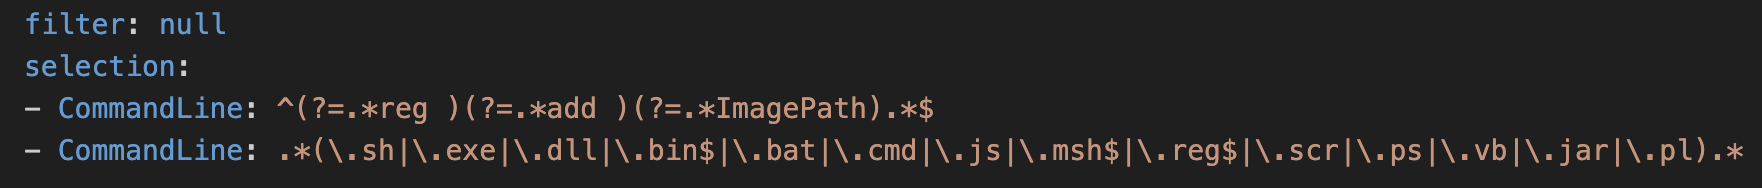 filter: null
selection:
- CommandLine: ^(?=.*reg )(?=.*add )(?=.*ImagePath).*$
- CommandLine: .*(\.sh|\.exe|\.dll|\.bin$|\.bat|\.cmd|\.js|\.msh$|\.reg$|\.scr|\.ps|\.vb|\.jar|\.pl).*